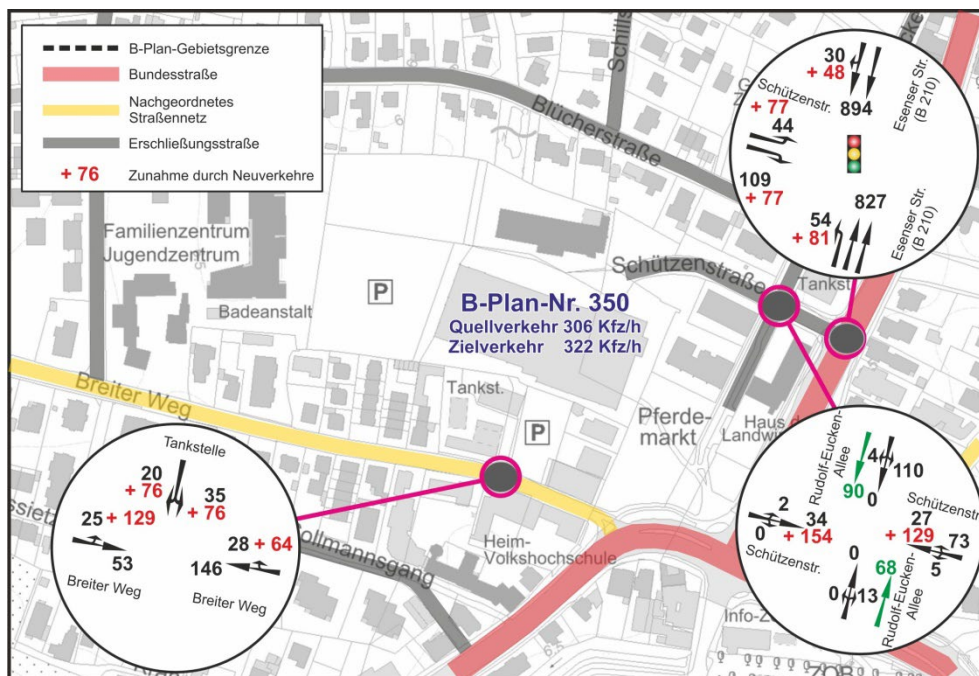 B-Plan-Gebietsgrenze
Bundesstraße
Nachgeordnetes
Straßennetz
Erschließungsstraße
+ 76 Zunahme durch Neuverkehre
Blücherstraße
Familienzentrum
Jugendzentrum
Badeanstalt
P
Schützenstraße
Tankst.
B-Plan-Nr. 350
Quellverkehr 306 Kfz/h
Zielverkehr 322 Kfz/h
Breiter Weg
Tankst.
P
Pferde-
markt
Haus
Heim-
Volkshochschule
ZOB
30
+ 48
894
Esenser Str.
(B 210)
Schützenstr.
+ 77
44
109
+ 77
827
54
+ 81
Esenser Str.
(B 210)
Tankstelle
20
+ 76
35
+ 76
25 + 129
53
28 + 64
146
Breiter Weg
Breiter Weg
Rudolf-Eucken-
Allee
4
110
90
0
2
34
0
+ 154
Schützenstr.
Schützenstr.
27
+ 129
73
5
0
68
0
13
Rudolf-Eucken-
Allee